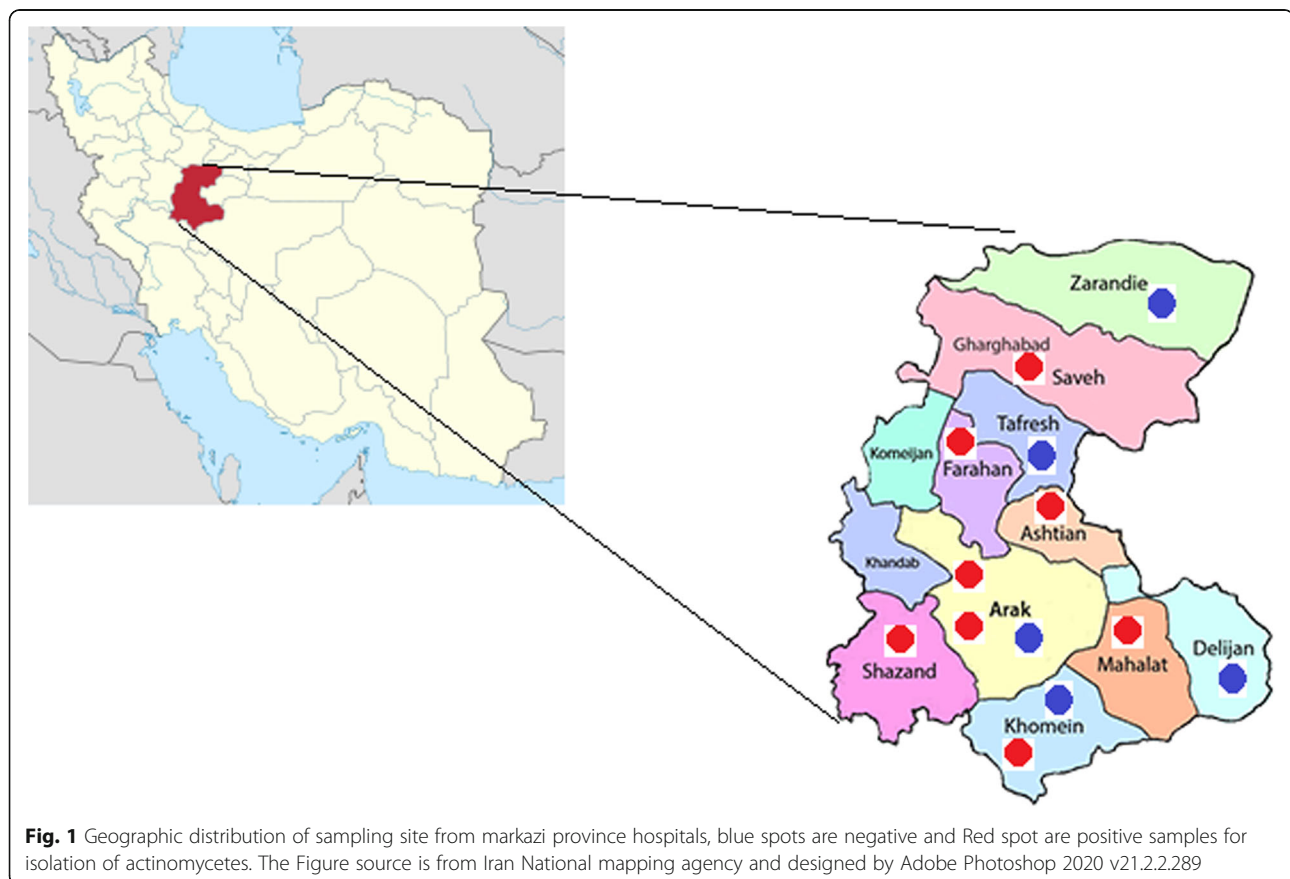 Zarandie
Gharghabad
Saveh
Tafresh
Komeijan
Farahan
Ashtian
Khandab
Arak
Shazand
Mahalat
Delijan
Khomein
Fig. 1 Geographic distribution of sampling site from markazi province hospitals, blue spots are negative and Red spot are positive samples for
isolation of actinomycetes. The Figure source is from Iran National mapping agency and designed by Adobe Photoshop 2020 v21.2.2.289